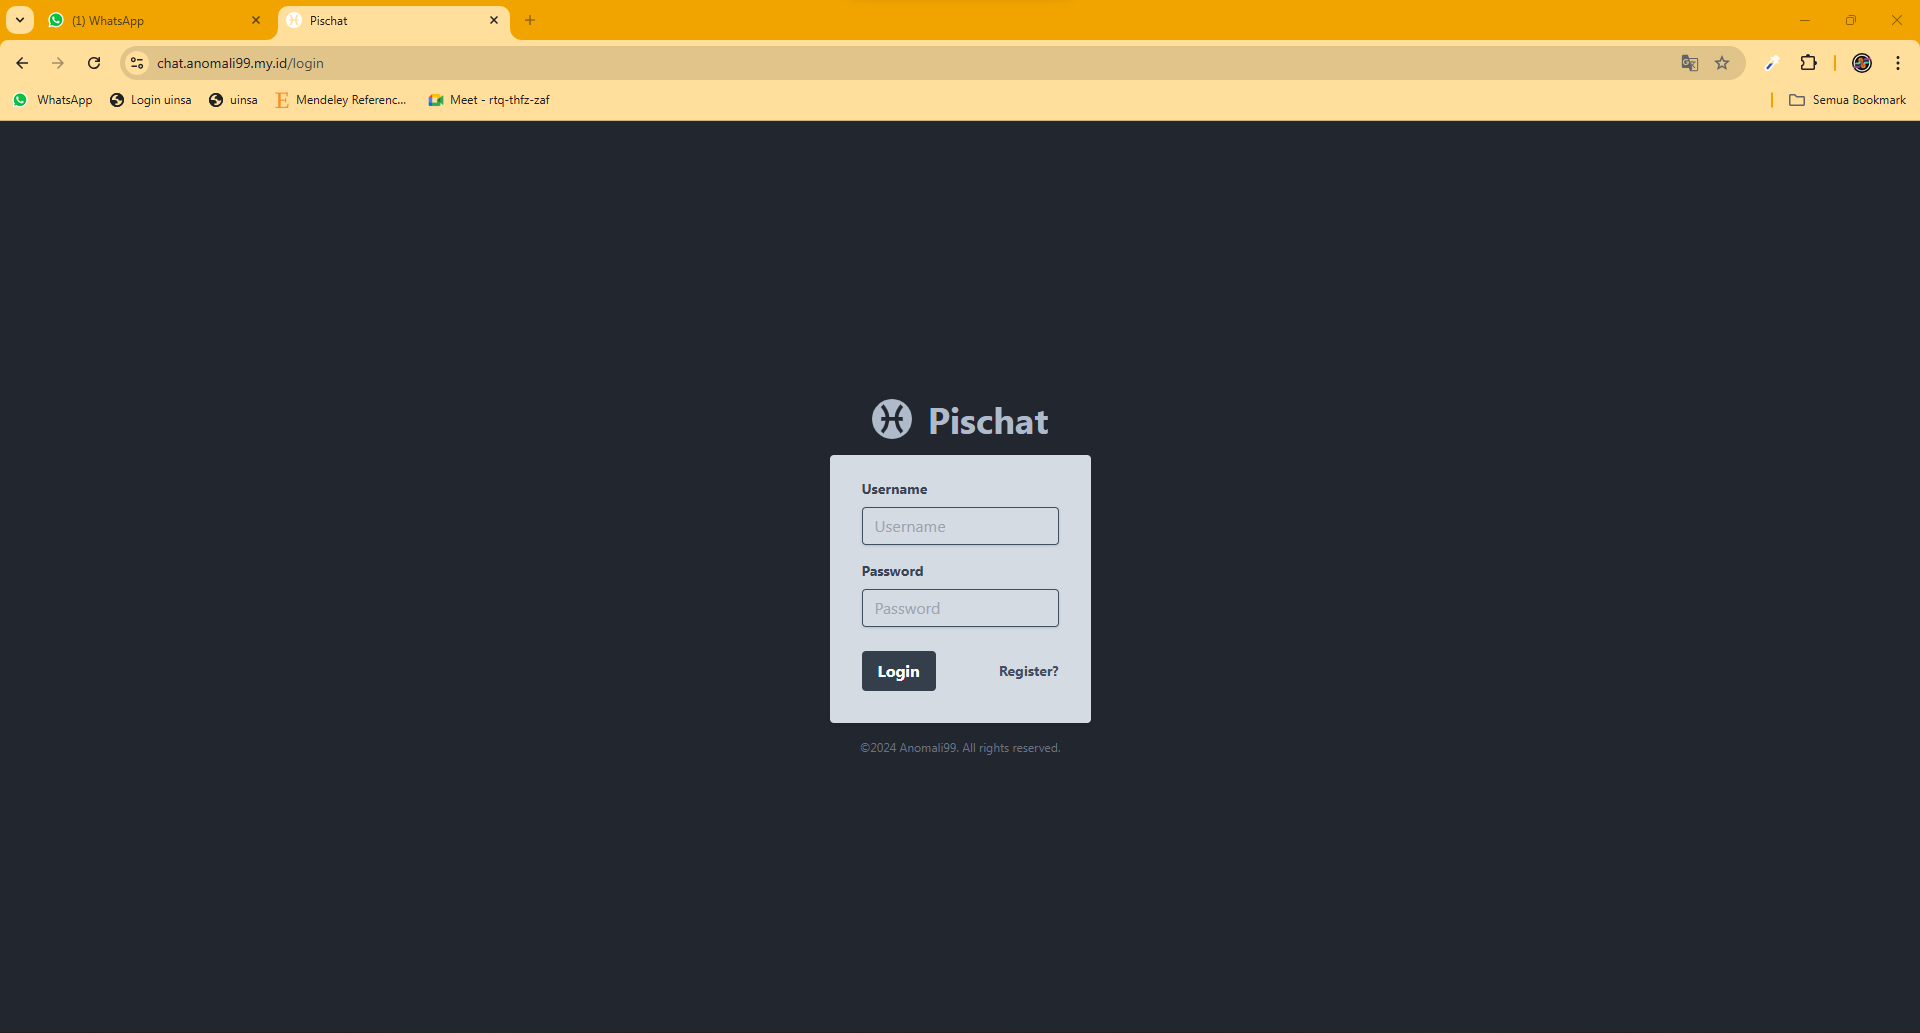 (1) WhatsApp
Pischat
chat.anomali99.my.id/login
WhatsApp
Login uinsa
uinsa
Mendeley Referenc...
Meet - rtq-thfz-zaf
Semua Bookmark
Pischat
Username
Username
Password
Password
Login
Register?
©2024 Anomali99. All rights reserved.